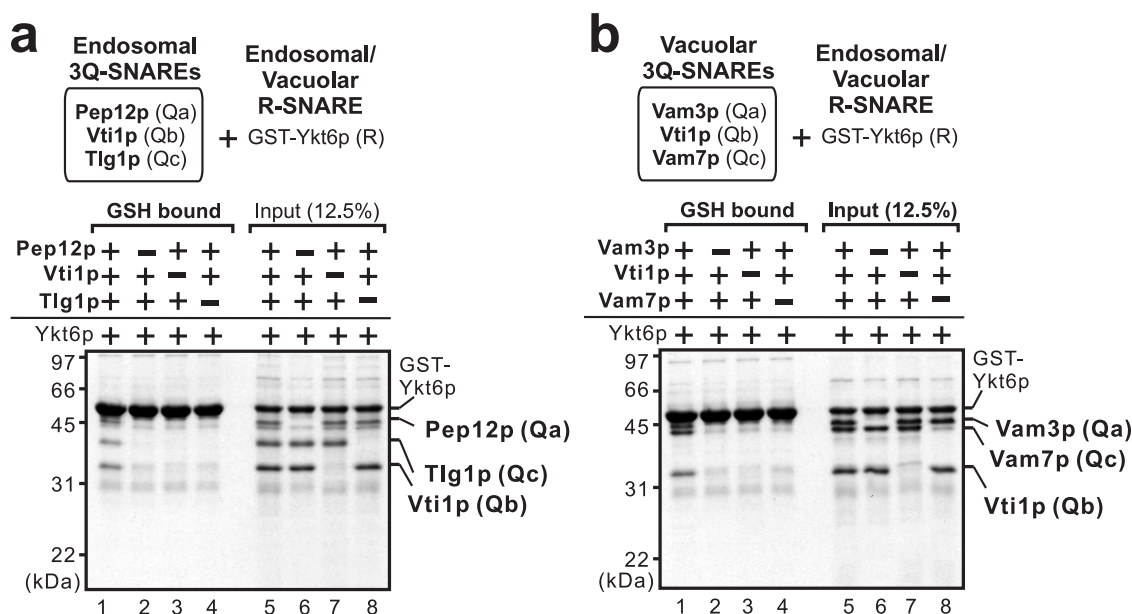 a
Endosomal
3Q-SNAREs
Pep12p (Qa)
Vti1p (Qb)
Tlg1p (Qc)
+
Endosomal/
Vacuolar
R-SNARE
GST-Ykt6p (R)
GSH bound Input (12.5%)
Pep12p + − + + + − + +
Vti1p + + − + + + − +
Tlg1p + + + − + + + −
Ykt6p + + + + + + + +
97
66
45
31
22
(kDa)
GST-
Ykt6p
Pep12p (Qa)
Tlg1p (Qc)
Vti1p (Qb)
1 2 3 4 5 6 7 8
b
Vacuolar
3Q-SNAREs
Vam3p (Qa)
Vti1p (Qb)
Vam7p (Qc)
+
Endosomal/
Vacuolar
R-SNARE
GST-Ykt6p (R)
GSH bound Input (12.5%)
Vam3p + − + + + − + +
Vti1p + + − + + + − +
Vam7p + + + − + + + −
Ykt6p + + + + + + + +
97
66
45
31
22
(kDa)
GST-
Ykt6p
Vam3p (Qa)
Vam7p (Qc)
Vti1p (Qb)
1 2 3 4 5 6 7 8